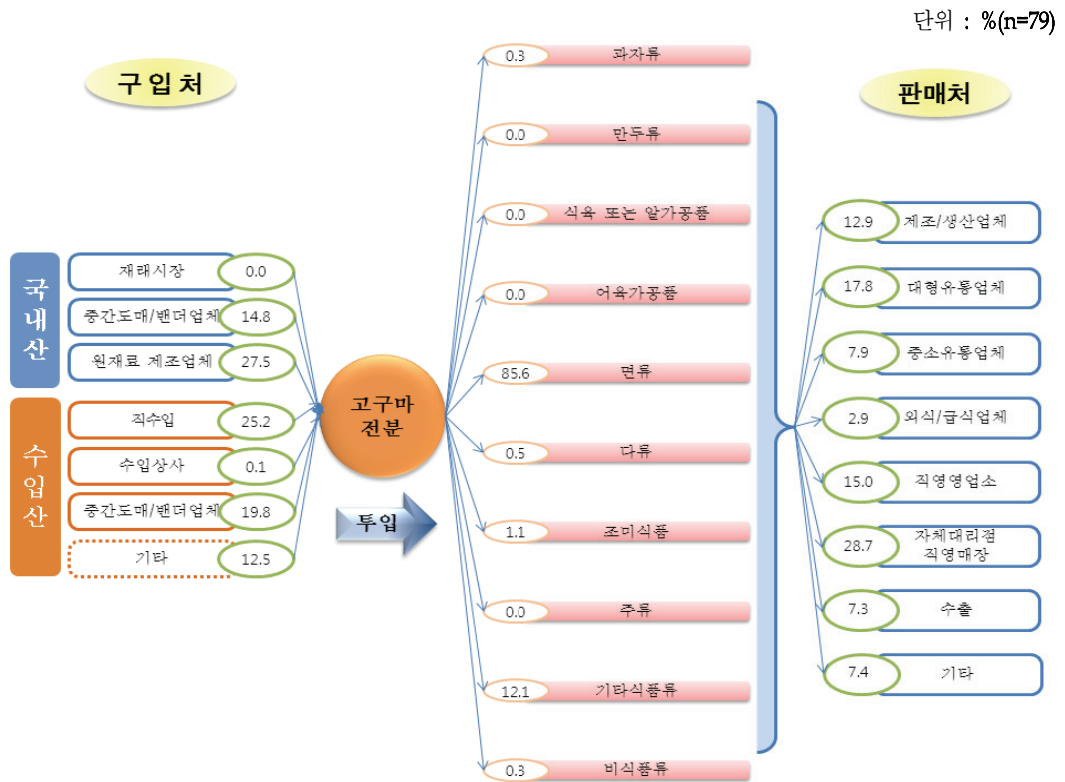 단위 : %(n=79)
구입처
국내산
재래시장 0.0
중간도매/밴더업체 14.8
원재료 제조업체 27.5
수입산
직수입 25.2
수입상사 0.1
중간도매/밴더업체 19.8
기타 12.5
고구마
전분
투입
0.3 과자류
0.0 만두류
0.0 식육 또는 알가공품
0.0 어육가공품
85.6 면류
0.5 다류
1.1 조미식품
0.0 주류
12.1 기타식품류
0.3 비식품류
판매처
12.9 제조/생산업체
17.8 대형유통업체
7.9 중소유통업체
2.9 외식/급식업체
15.0 직영영업소
28.7 자체대리점
직영매장
7.3 수출
7.4 기타